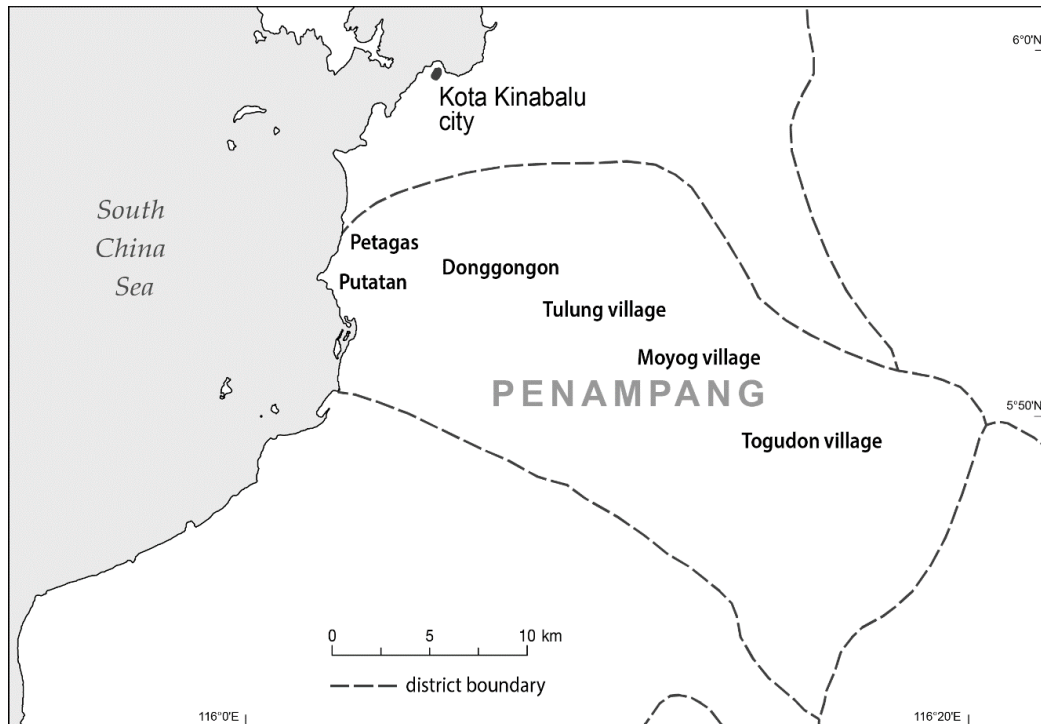 6°0'N
Kota Kinabalu
city
South
China
Sea
Petagas
Donggongon
Putatan
Tulung village
Moyog village
PENAMPANG
5°50'N
Togudon village
0 5 10 km
district boundary
116°0'E 116°20'E